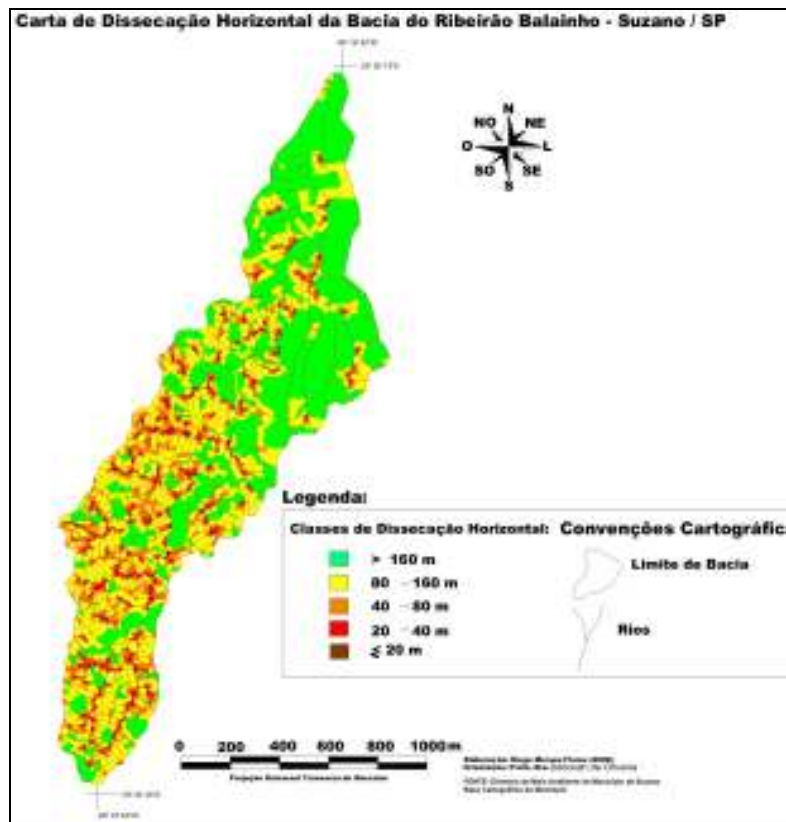 Carta de Dissecação Horizontal da Bacia do Ribeirão Balainho - Suzano / SP
N
NO NE
O L
SO SE
S
Legenda:
Classes de Dissecação Horizontal:
> 160 m
80 - 160 m
40 - 80 m
20 - 40 m
≤ 20 m
Convenções Cartográfic
Limite de Bacia
Rios
0 200 400 600 800 1000m